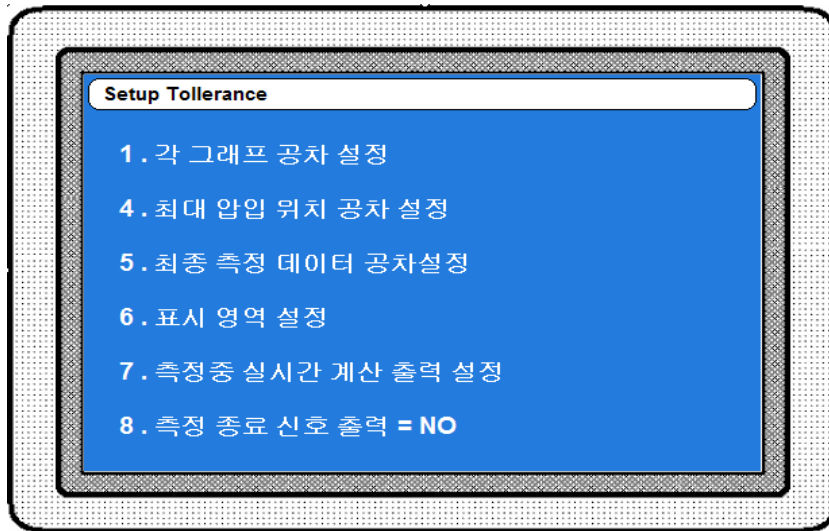 Setup Tollerance
1 . 각 그래프 공차 설정
4 . 최대 압입 위치 공차 설정
5 . 최종 측정 데이터 공차설정
6 . 표시 영역 설정
7 . 측정중 실시간 계산 출력 설정
8 . 측정 종료 신호 출력 = NO